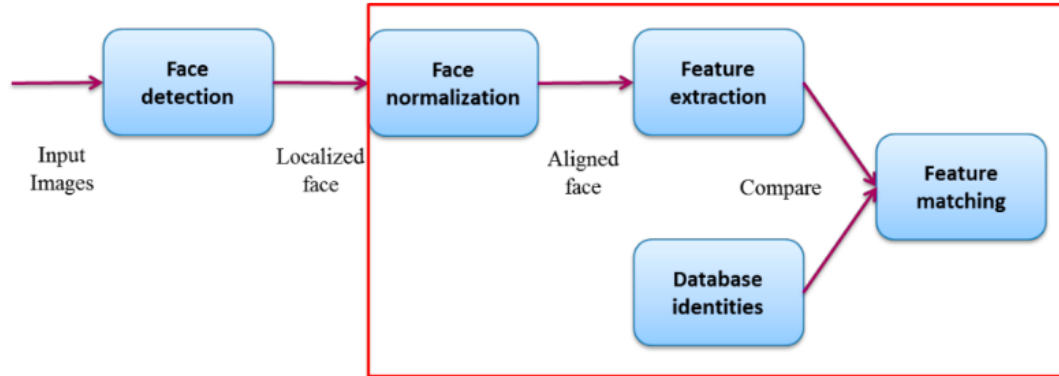 Face
detection
Face
normalization
Feature
extraction
Input
Images
Localized
face
Aligned
face
Compare
Feature
matching
Database
identities